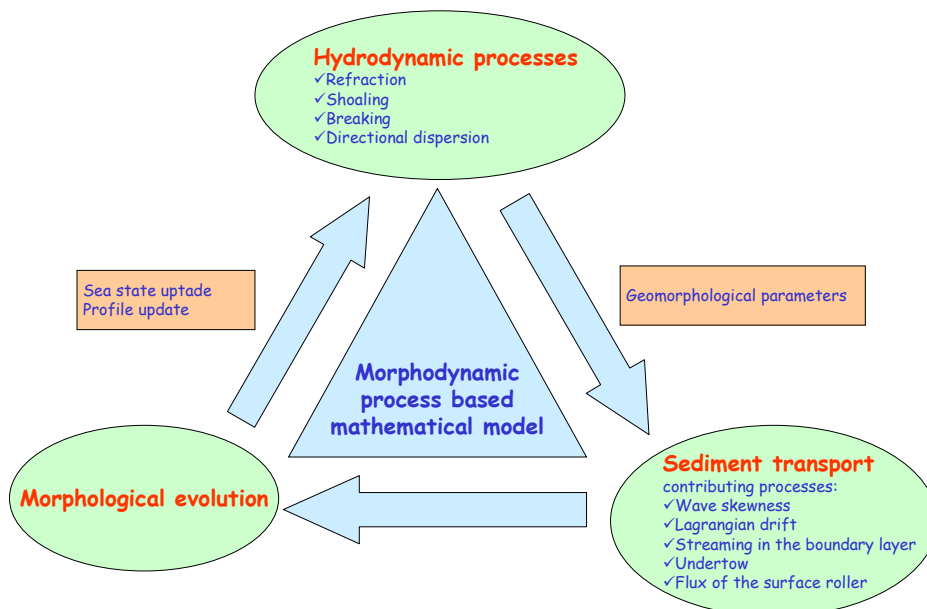 Hydrodynamic processes
✓Refraction
✓Shoaling
✓Breaking
✓Directional dispersion
Sea state uptade
Profile update
Geomorphological parameters
Morphodynamic
process based
mathematical model
Morphological evolution
Sediment transport
contributing processes:
✓Wave skewness
✓Lagrangian drift
✓Streaming in the boundary layer
✓Undertow
✓Flux of the surface roller